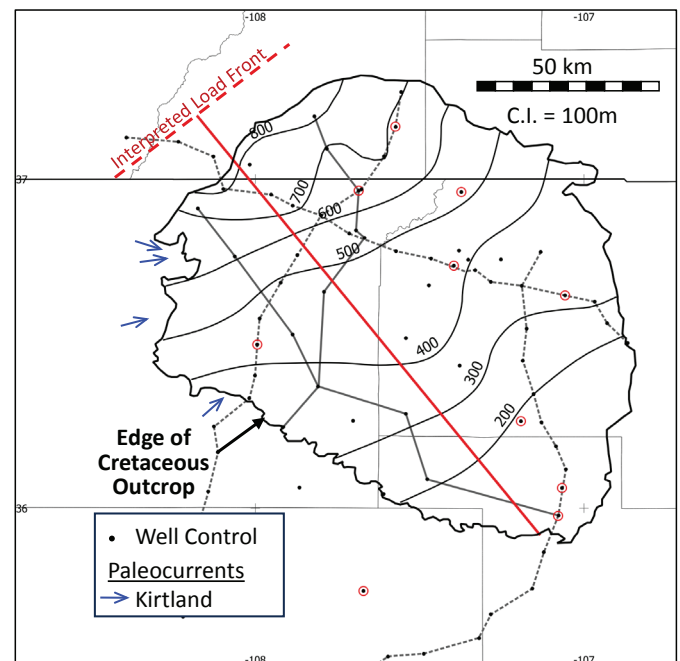 -108
-107
50 km
C.I. = 100m
Interpreted Load Front
800
37
700
600
500
400
300
200
Edge of
Cretaceous
Outcrop
36
Well Control
Paleocurrents
Kirtland
-108
-107